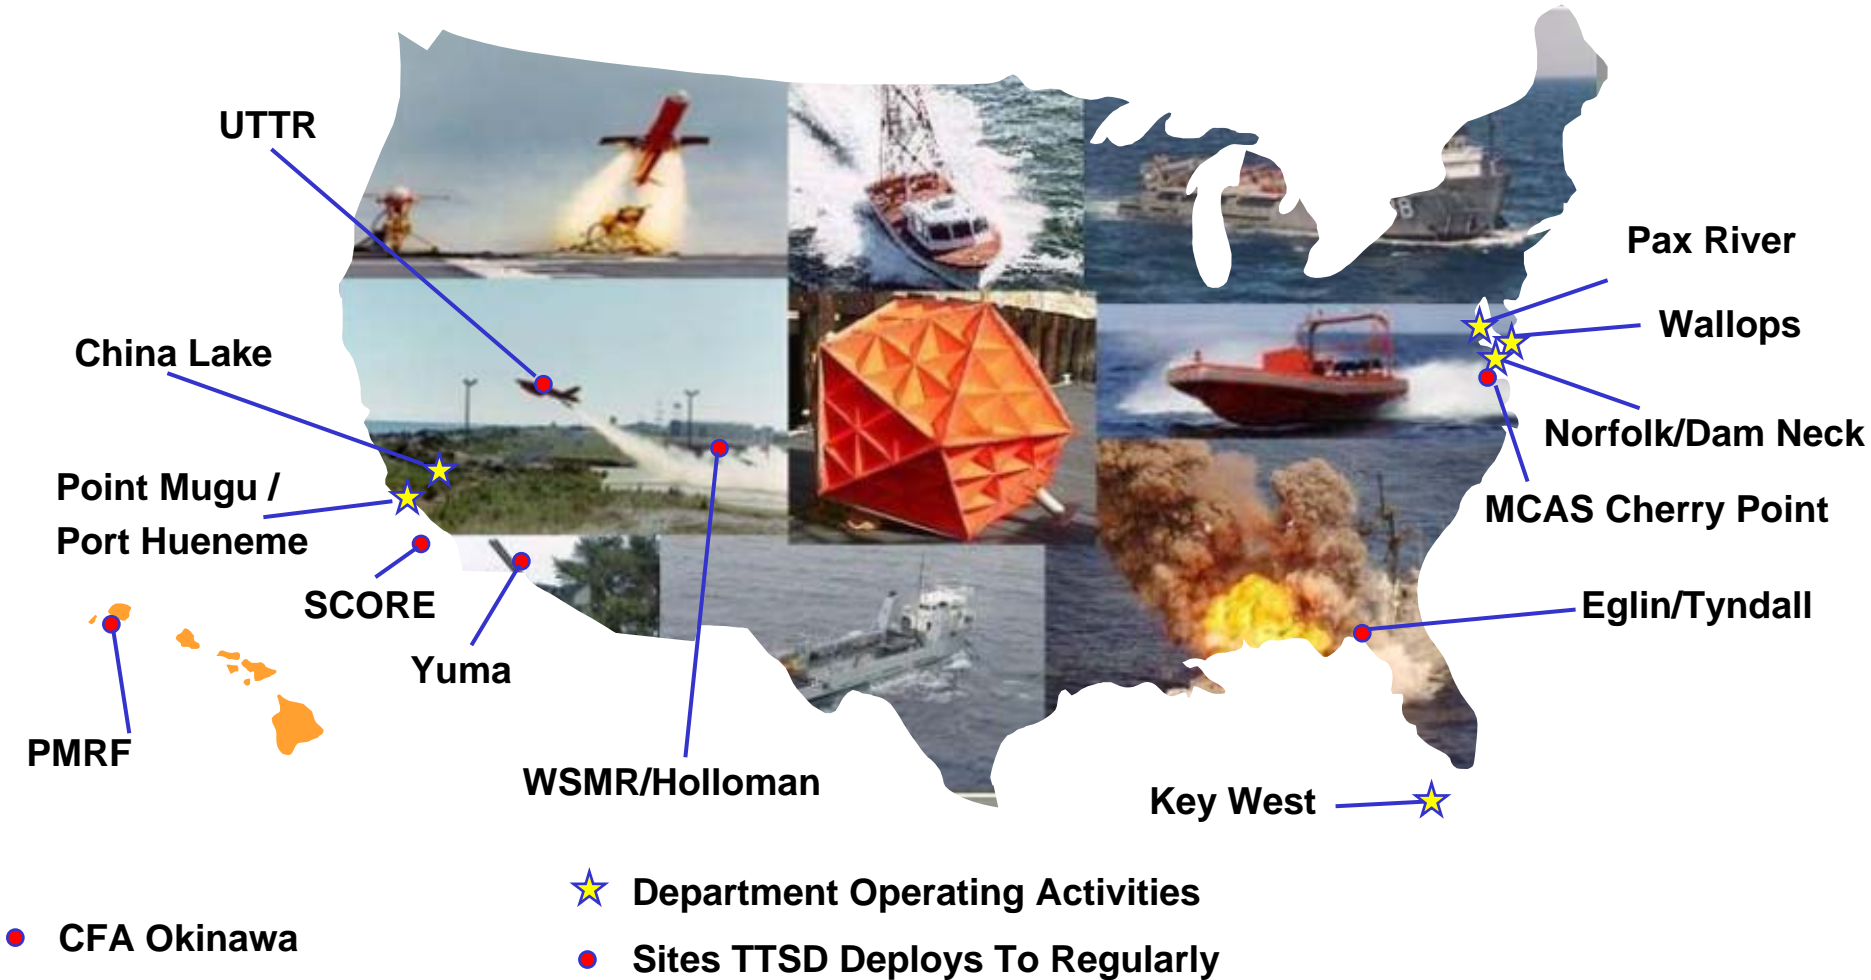 UTTR
Pax River
Wallops
China Lake
Norfolk/Dam Neck
Point Mugu /
Port Hueneme
MCAS Cherry Point
SCORE
Eglin/Tyndall
Yuma
PMRF
WSMR/Holloman
Key West
Department Operating Activities
CFA Okinawa
Sites TTSD Deploys To Regularly